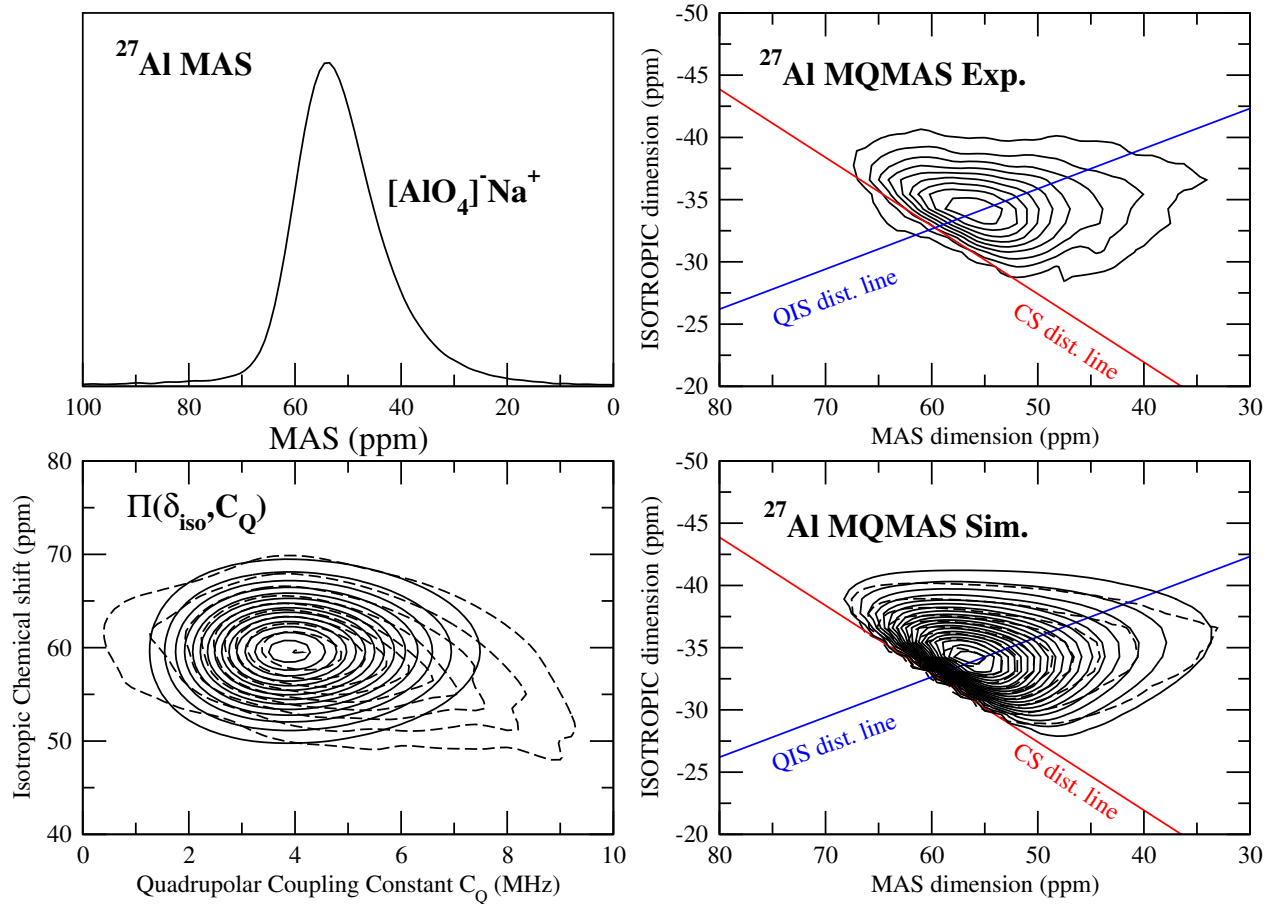 ²⁷Al MAS
[AlO₄]⁻Na⁺
100 80 60 40 20 0
MAS (ppm)
-50
-45
-40
-35
-30
-25
-20
ISOTROPIC dimension (ppm)
²⁷Al MQMAS Exp.
QIS dist. line
CS dist. line
80 70 60 50 40 30
MAS dimension (ppm)
80
70
60
50
40
Isotropic Chemical shift (ppm)
Π(δᵢₛₒ,C_Q)
0 2 4 6 8 10
Quadrupolar Coupling Constant C_Q (MHz)
-50
-45
-40
-35
-30
-25
-20
ISOTROPIC dimension (ppm)
²⁷Al MQMAS Sim.
QIS dist. line
CS dist. line
80 70 60 50 40 30
MAS dimension (ppm)